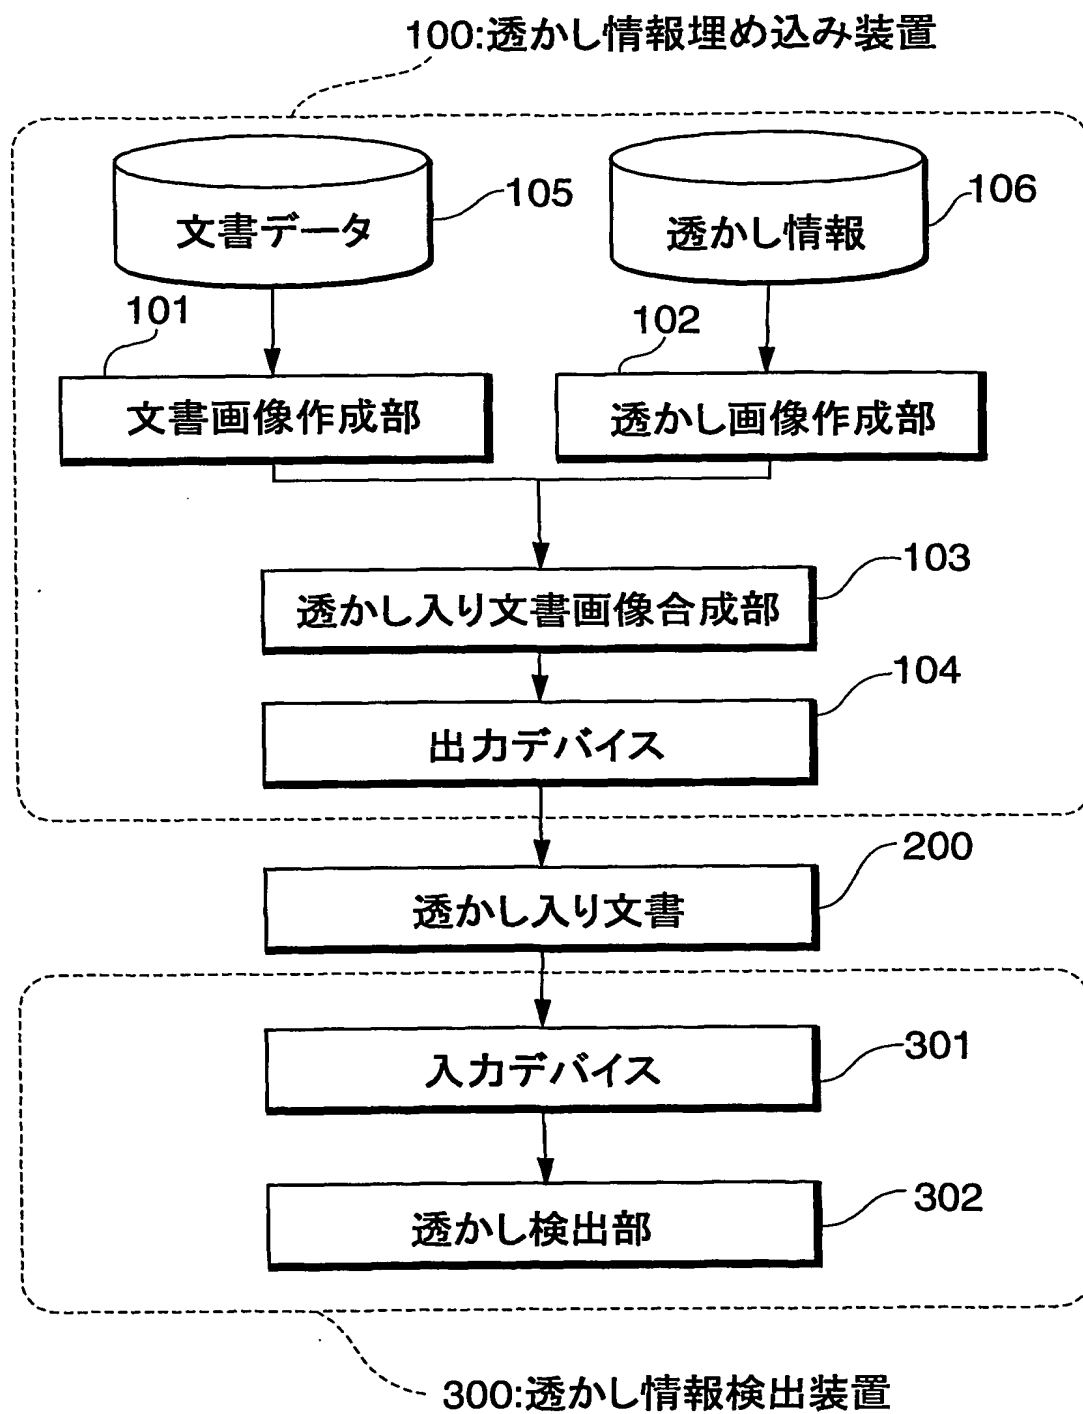 100:透かし情報埋め込み装置
文書データ
105
透かし情報
106
101
文書画像作成部
102
透かし画像作成部
103
透かし入り文書画像合成部
104
出力デバイス
200
透かし入り文書
301
入力デバイス
302
透かし検出部
300:透かし情報検出装置